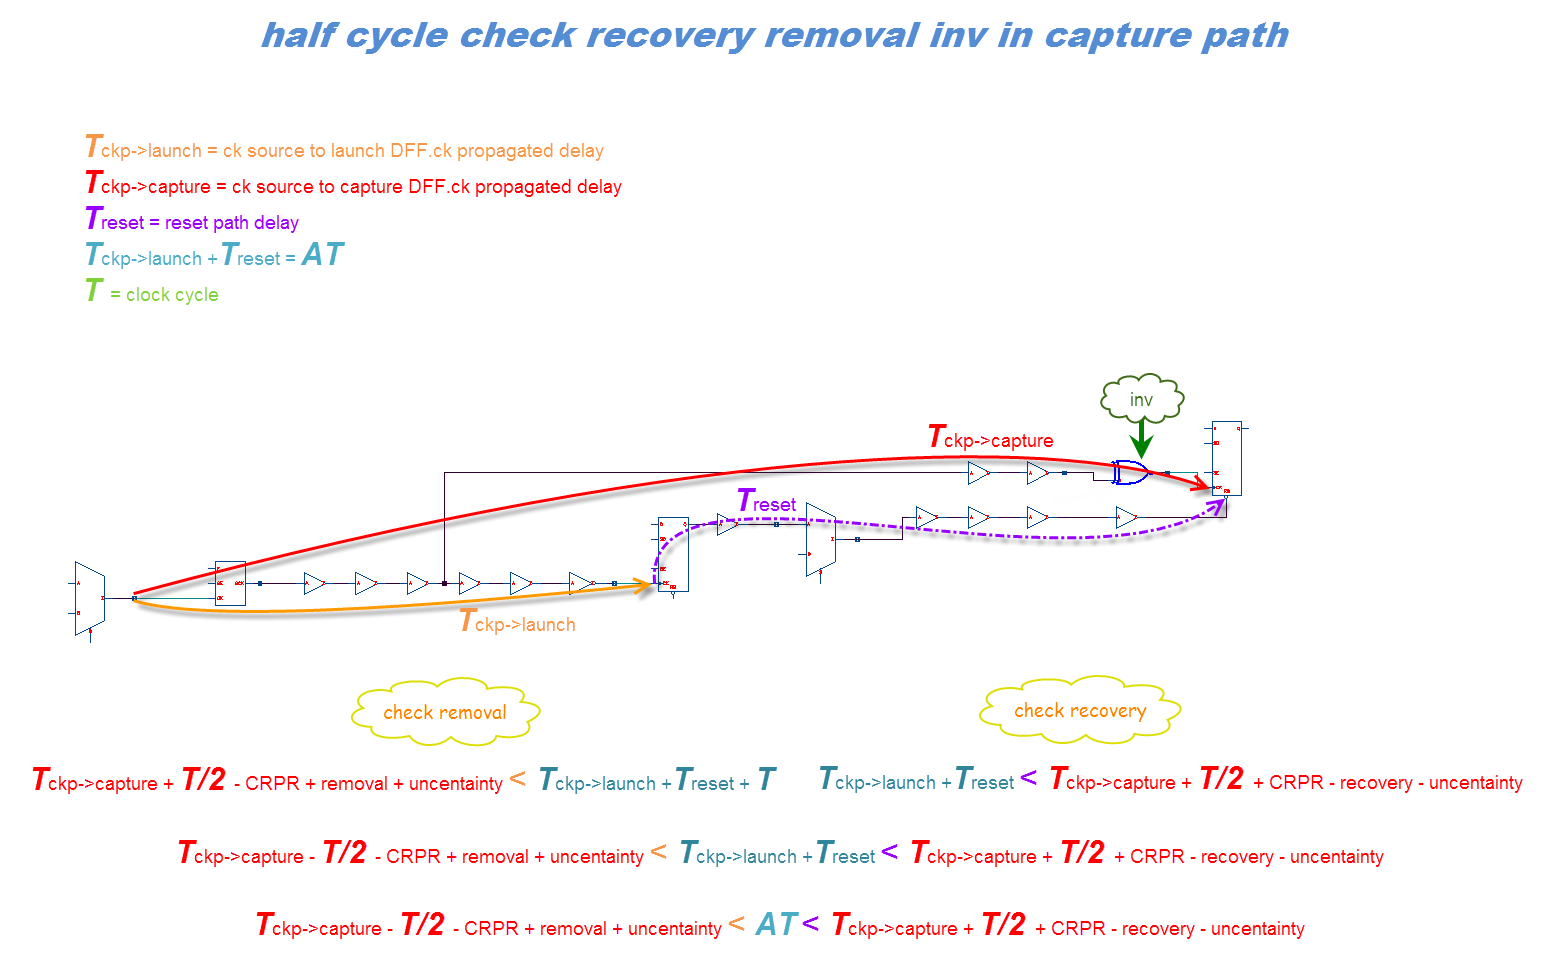 half cycle check recovery removal inv in capture path
Tckp->launch = ck source to launch DFF.ck propagated delay
Tckp->capture = ck source to capture DFF.ck propagated delay
Treset = reset path delay
Tckp->launch +Treset = AT
T = clock cycle
inv
Tckp->capture
Treset
Tckp->launch
check removal
check recovery
Tckp->capture + T/2 - CRPR + removal + uncentainty < Tckp->launch +Treset + T
Tckp->launch +Treset < Tckp->capture + T/2 + CRPR - recovery - uncentainty
Tckp->capture - T/2 - CRPR + removal + uncentainty < Tckp->launch +Treset < Tckp->capture + T/2 + CRPR - recovery - uncentainty
Tckp->capture - T/2 - CRPR + removal + uncentainty < AT < Tckp->capture + T/2 + CRPR - recovery - uncentainty